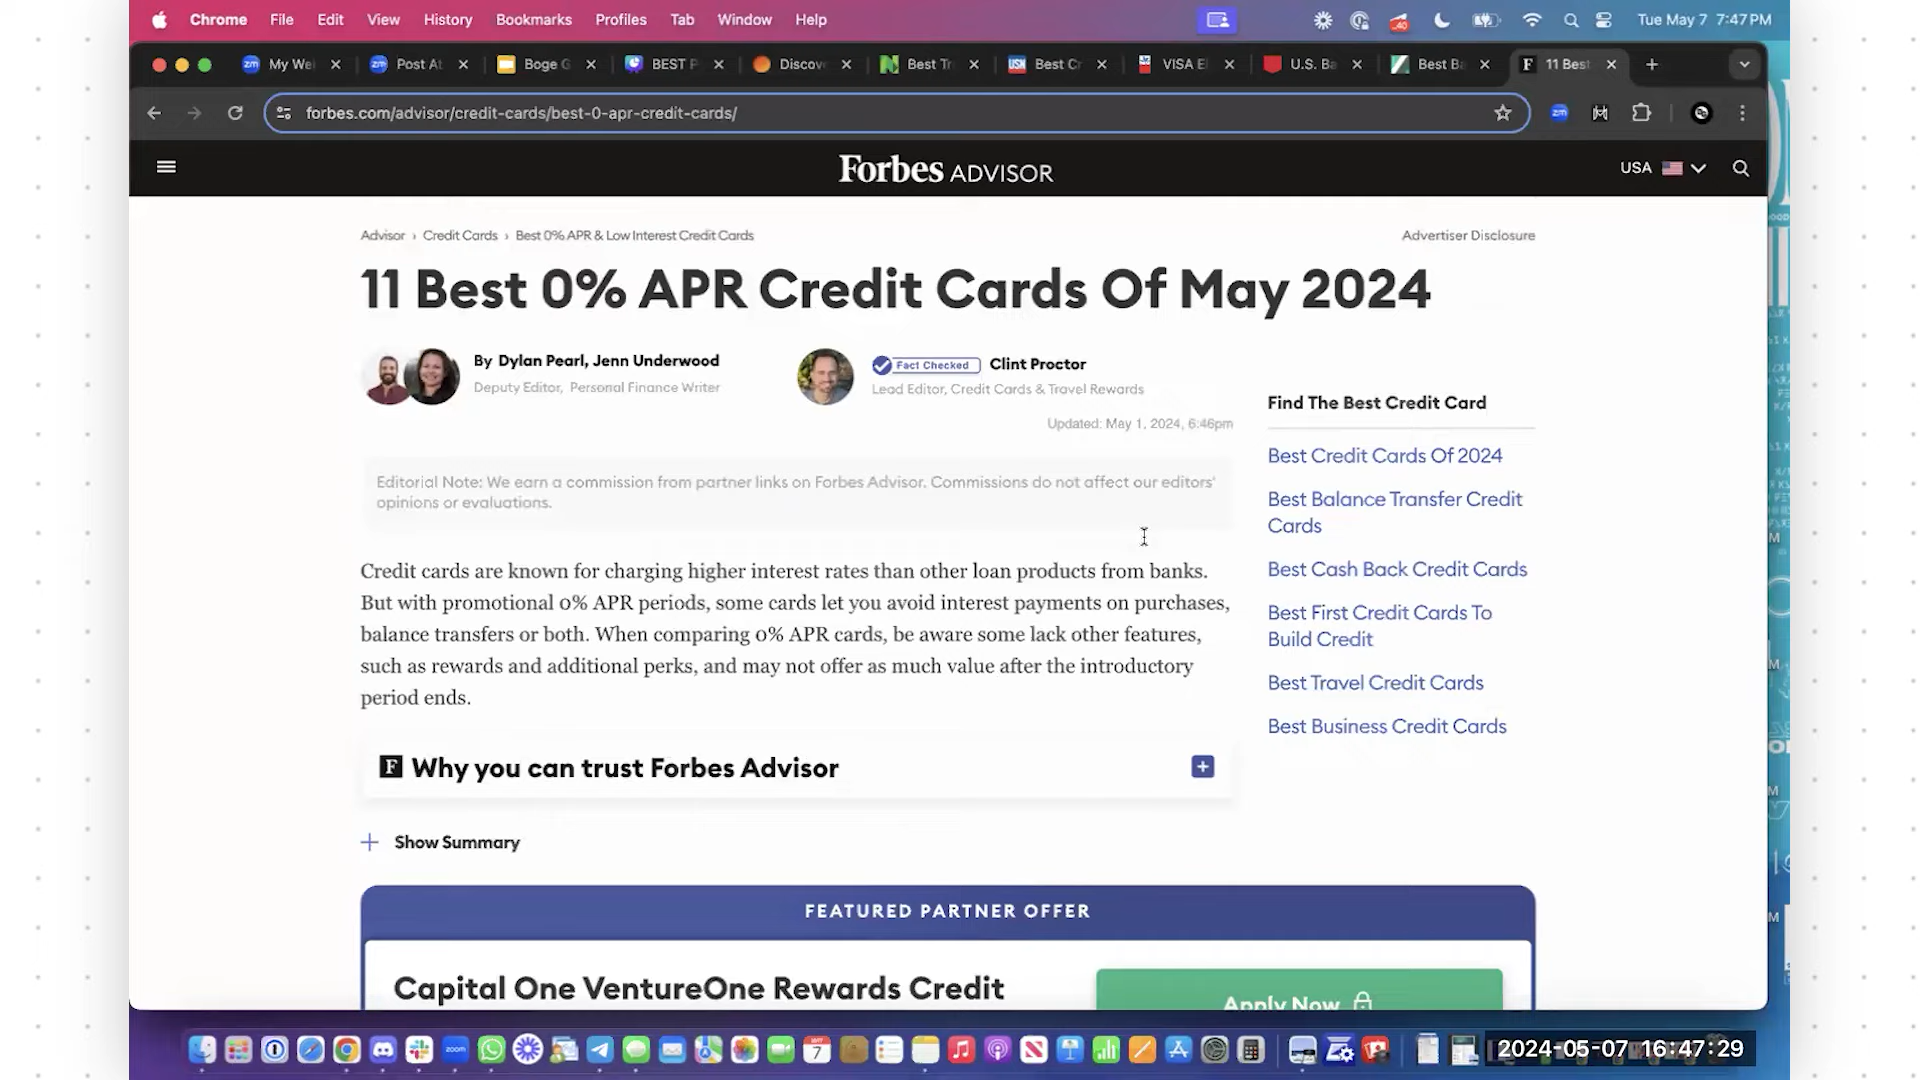 Chrome File Edit View History Bookmarks Profiles Tab Window Help
40
Tue May 7 7:47 PM
zm My We
zm Post At
Boge G
BEST P
Discov
Best Tr
USN Best Cr
VISA E
U.S. Ba
Best Ba
F 11 Best
forbes.com/advisor/credit-cards/best-0-apr-credit-cards/
zm
Forbes ADVISOR
USA
Advisor › Credit Cards › Best 0% APR & Low Interest Credit Cards
Advertiser Disclosure
11 Best 0% APR Credit Cards Of May 2024
By Dylan Pearl, Jenn Underwood
Deputy Editor, Personal Finance Writer
Fact Checked Clint Proctor
Lead Editor, Credit Cards & Travel Rewards
Updated: May 1, 2024, 6:46pm
Editorial Note: We earn a commission from partner links on Forbes Advisor. Commissions do not affect our editors'
opinions or evaluations.
Credit cards are known for charging higher interest rates than other loan products from banks.
But with promotional 0% APR periods, some cards let you avoid interest payments on purchases,
balance transfers or both. When comparing 0% APR cards, be aware some lack other features,
such as rewards and additional perks, and may not offer as much value after the introductory
period ends.
Find The Best Credit Card
Best Credit Cards Of 2024
Best Balance Transfer Credit
Cards
Best Cash Back Credit Cards
Best First Credit Cards To
Build Credit
Best Travel Credit Cards
Best Business Credit Cards
F Why you can trust Forbes Advisor
Show Summary
FEATURED PARTNER OFFER
Capital One VentureOne Rewards Credit
Apply Now
zoom
7
2024-05-07 16:47:29